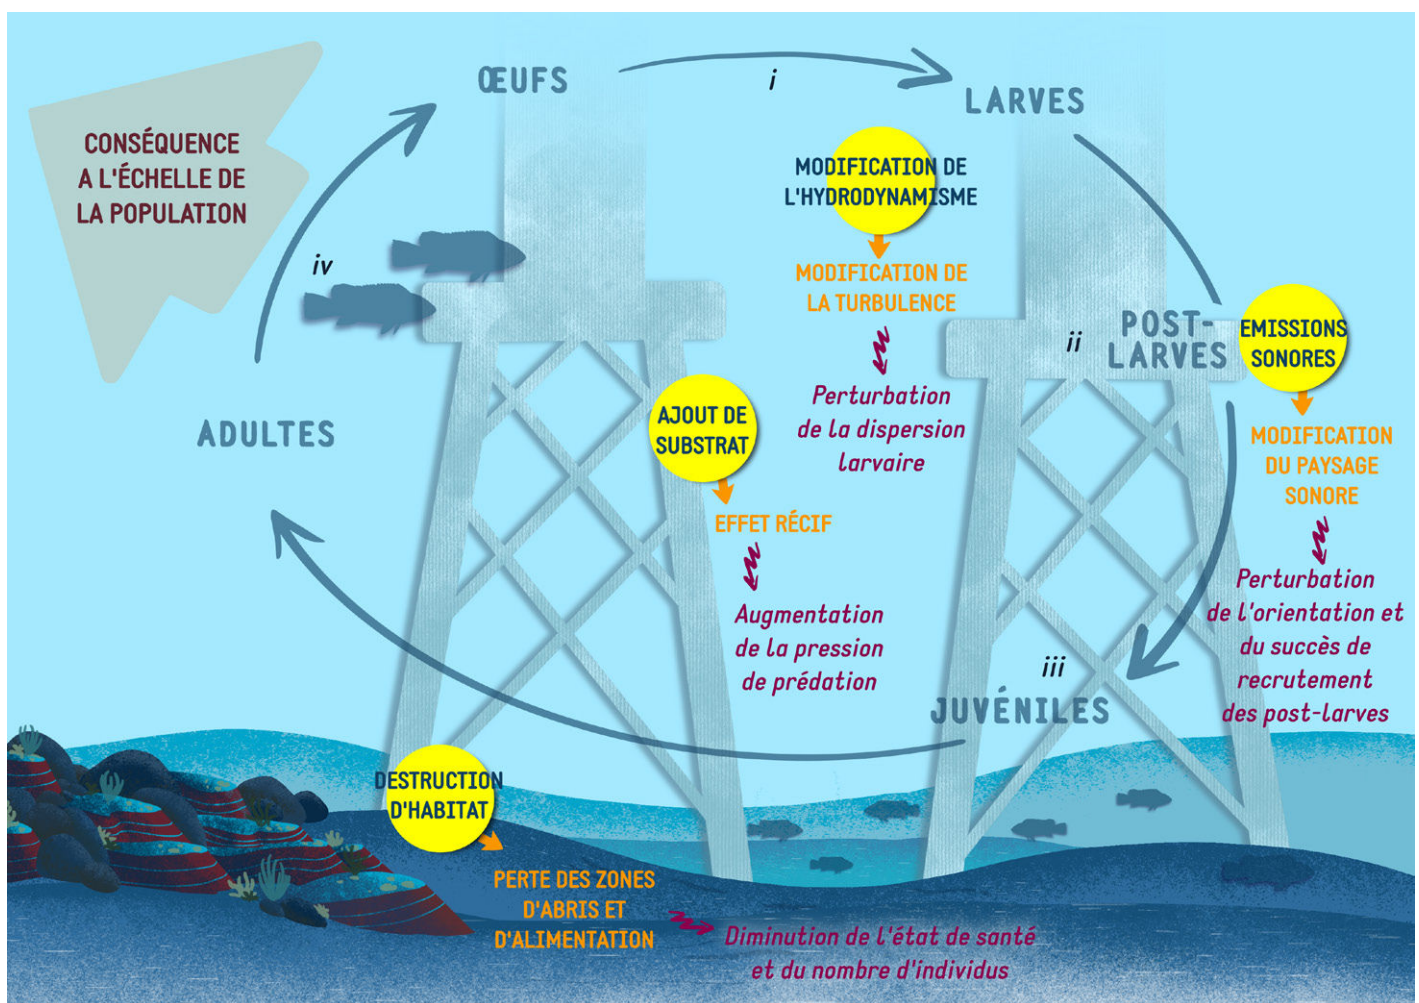 ŒUFS
i
LARVES
CONSÉQUENCE
A L'ÉCHELLE DE
LA POPULATION
MODIFICATION DE
L'HYDRODYNAMISME
iv
MODIFICATION DE
LA TURBULENCE
POST-
LARVES
ii
EMISSIONS
SONORES
Perturbation
de la dispersion
larvaire
AJOUT DE
SUBSTRAT
ADULTES
MODIFICATION
DU PAYSAGE
SONORE
EFFET RÉCIF
Perturbation
de l'orientation et
du succès de
recrutement
des post-larves
Augmentation
de la pression
de prédation
iii
JUVÉNILES
DESTRUCTION
D'HABITAT
PERTE DES ZONES
D'ABRIS ET
D'ALIMENTATION
Diminution de l'état de santé
et du nombre d'individus